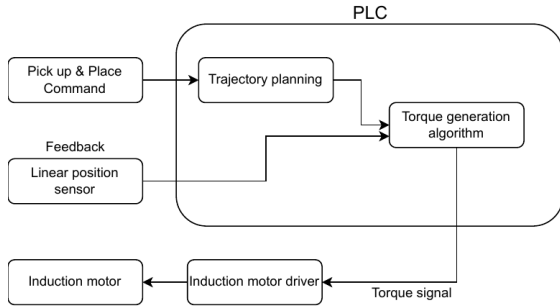 PLC
Pick up & Place
Command
Trajectory planning
Torque generation
algorithm
Feedback
Linear position
sensor
Induction motor
Induction motor driver
Torque signal